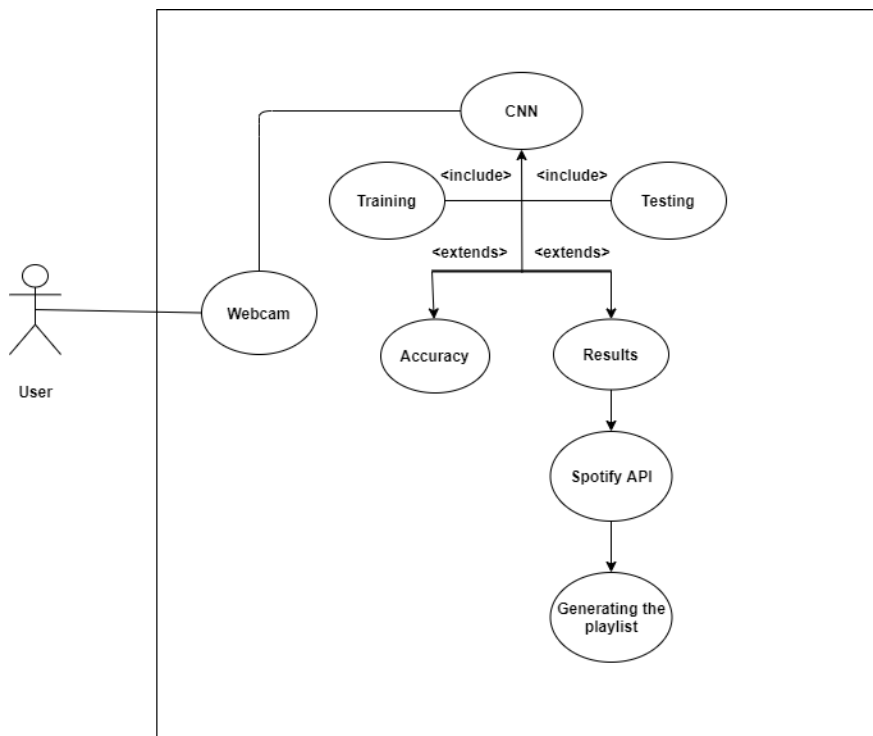 CNN
<include> <include>
Training
Testing
<extends> <extends>
Webcam
Accuracy
Results
User
Spotify API
Generating the
playlist